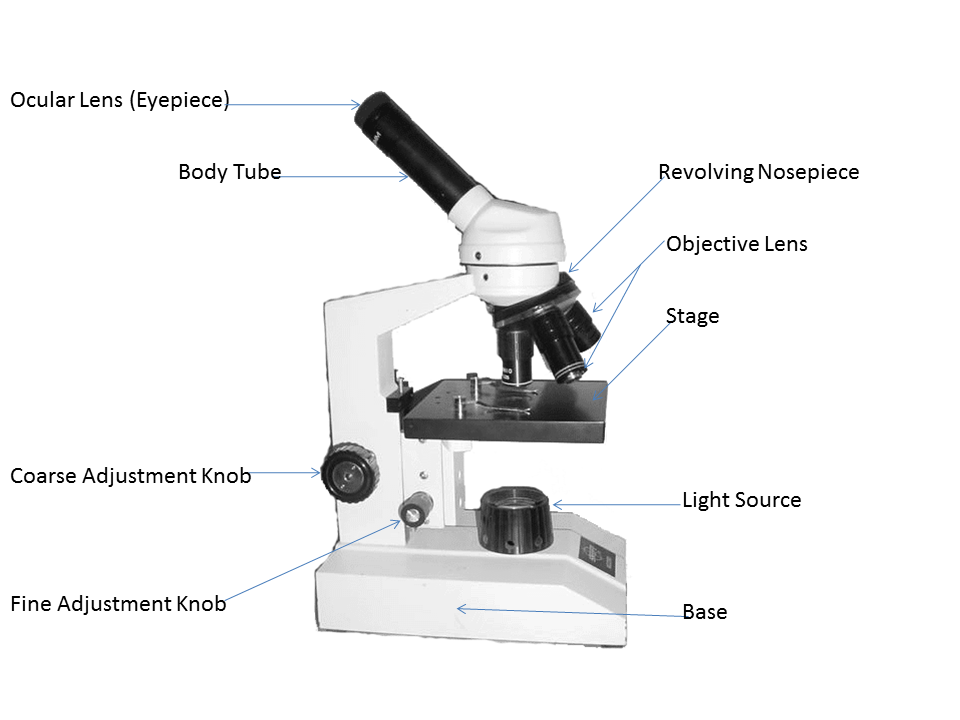 Ocular Lens (Eyepiece)
Body Tube
Revolving Nosepiece
Objective Lens
Stage
Coarse Adjustment Knob
Light Source
Fine Adjustment Knob
Base